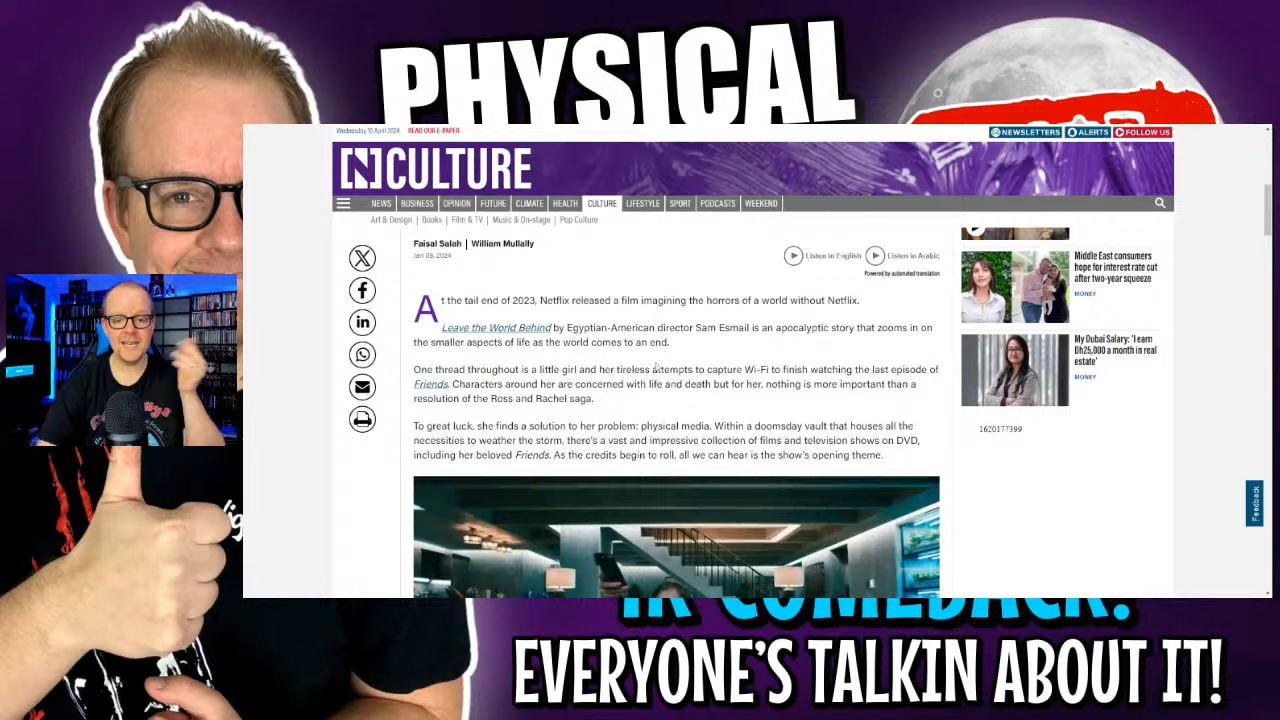 PHYSICAL
Wednesday 10 April 2024 READ OUR E-PAPER
NEWSLETTERS ALERTS FOLLOW US
CULTURE
NEWS BUSINESS OPINION FUTURE CLIMATE HEALTH CULTURE LIFESTYLE SPORT PODCASTS WEEKEND
Art & Design | Books | Film & TV | Music & On-stage | Pop Culture
Faisal Salah | William Mullally
Jan 09, 2024
Listen in English Listen in Arabic
Powered by automated translation
At the tail end of 2023, Netflix released a film imagining the horrors of a world without Netflix.
Leave the World Behind by Egyptian-American director Sam Esmail is an apocalyptic story that zooms in on
the smaller aspects of life as the world comes to an end.
One thread throughout is a little girl and her tireless attempts to capture Wi-Fi to finish watching the last episode of
Friends. Characters around her are concerned with life and death but for her, nothing is more important than a
resolution of the Ross and Rachel saga.
To great luck, she finds a solution to her problem: physical media. Within a doomsday vault that houses all the
necessities to weather the storm, there's a vast and impressive collection of films and television shows on DVD,
including her beloved Friends. As the credits begin to roll, all we can hear is the show's opening theme.
Middle East consumers
hope for interest rate cut
after two-year squeeze
MONEY
My Dubai Salary: 'I earn
Dh25,000 a month in real
estate'
MONEY
1620177399
Feedback
COMEBACK!
EVERYONE'S TALKIN ABOUT IT!